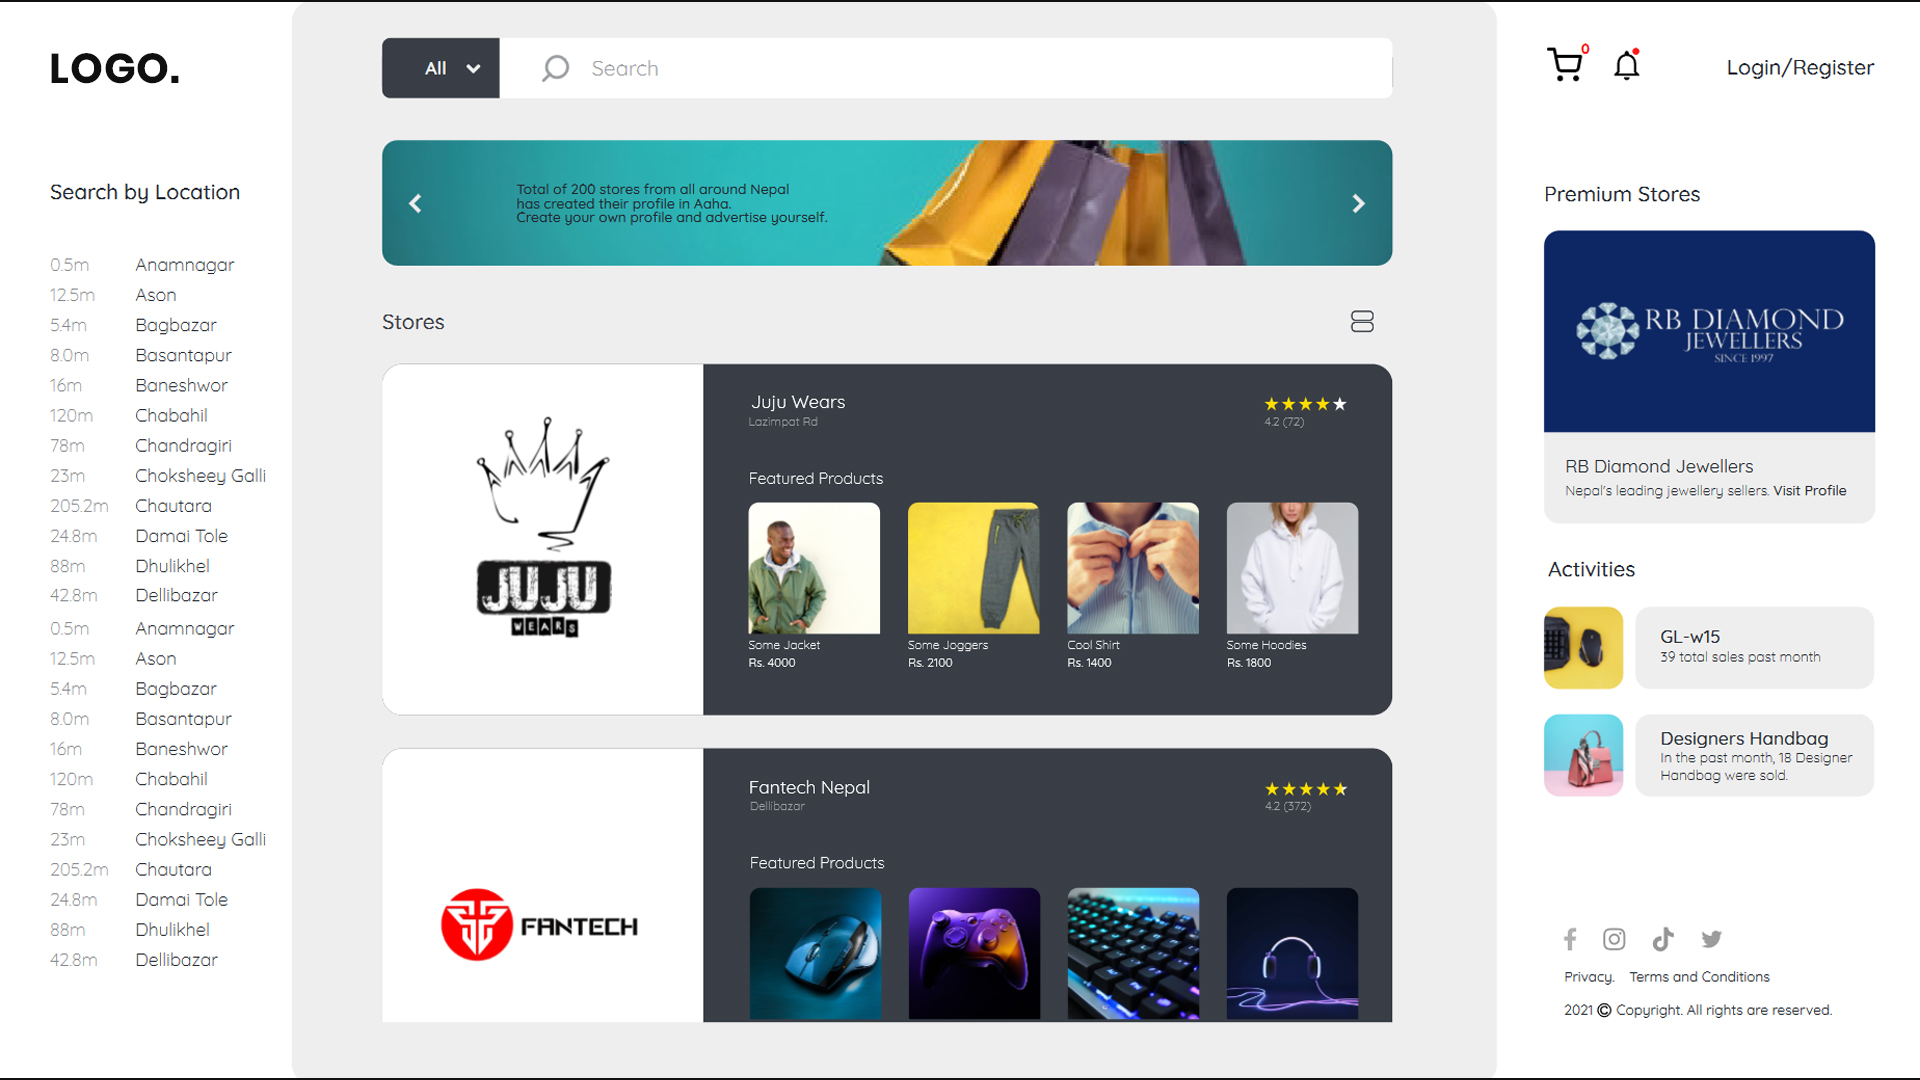 LOGO.
All
Search
0
Login/Register
Search by Location
0.5m Anamnagar
12.5m Ason
5.4m Bagbazar
8.0m Basantapur
16m Baneshwor
120m Chabahil
78m Chandragiri
23m Choksheey Galli
205.2m Chautara
24.8m Damai Tole
88m Dhulikhel
42.8m Dellibazar
0.5m Anamnagar
12.5m Ason
5.4m Bagbazar
8.0m Basantapur
16m Baneshwor
120m Chabahil
78m Chandragiri
23m Choksheey Galli
205.2m Chautara
24.8m Damai Tole
88m Dhulikhel
42.8m Dellibazar
Total of 200 stores from all around Nepal
has created their profile in Aaha.
Create your own profile and advertise yourself.
Stores
JUJU
WEARS
Juju Wears
Lazimpat Rd
4.2 (72)
Featured Products
Some Jacket
Rs. 4000
Some Joggers
Rs. 2100
Cool Shirt
Rs. 1400
Some Hoodies
Rs. 1800
FANTECH
Fantech Nepal
Dellibazar
4.2 (372)
Featured Products
Premium Stores
RB DIAMOND
JEWELLERS
SINCE 1997
RB Diamond Jewellers
Nepal's leading jewellery sellers. Visit Profile
Activities
GL-w15
39 total sales past month
Designers Handbag
In the past month, 18 Designer
Handbag were sold.
Privacy. Terms and Conditions
2021 © Copyright. All rights are reserved.